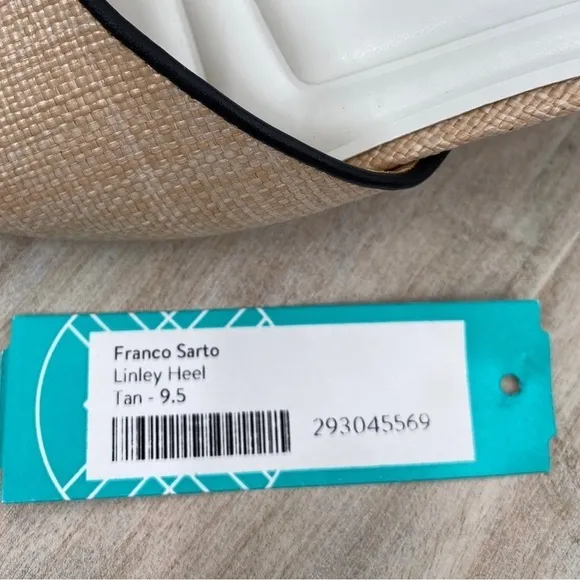 Franco Sarto
Linley Heel
Tan - 9.5
293045569